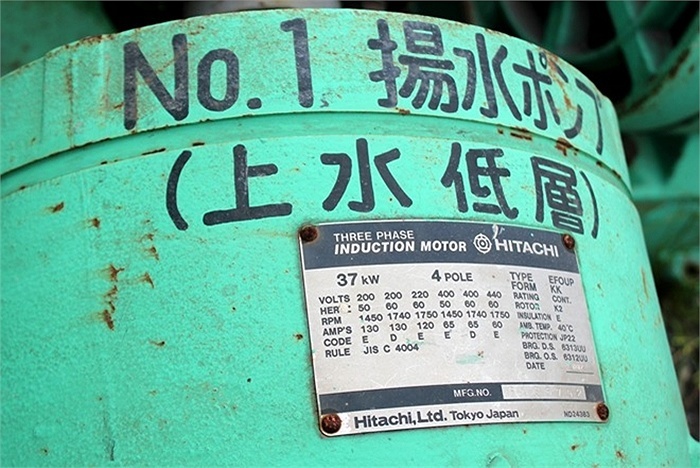 No.1 揚水ポンプ
(上水低層)
THREE PHASE
INDUCTION MOTOR HITACHI
37 kW 4 POLE
VOLTS 200 200 220 400 400 440
HER 50 60 60 50 60 60
RPM 1450 1740 1750 1450 1740 1750
AMP'S 130 130 120 65 65 60
CODE E D E E D E
RULE JIS C 4004
TYPE EFOUP
FORM KK
RATING CONT.
ROTOR K2
INSULATION E
AMB. TEMP. 40°C
PROTECTION JP22
BRG. D.S. 6313UU
BRG. O.S. 6312UU
DATE
MFG.NO.
Hitachi, Ltd. Tokyo Japan ND24383